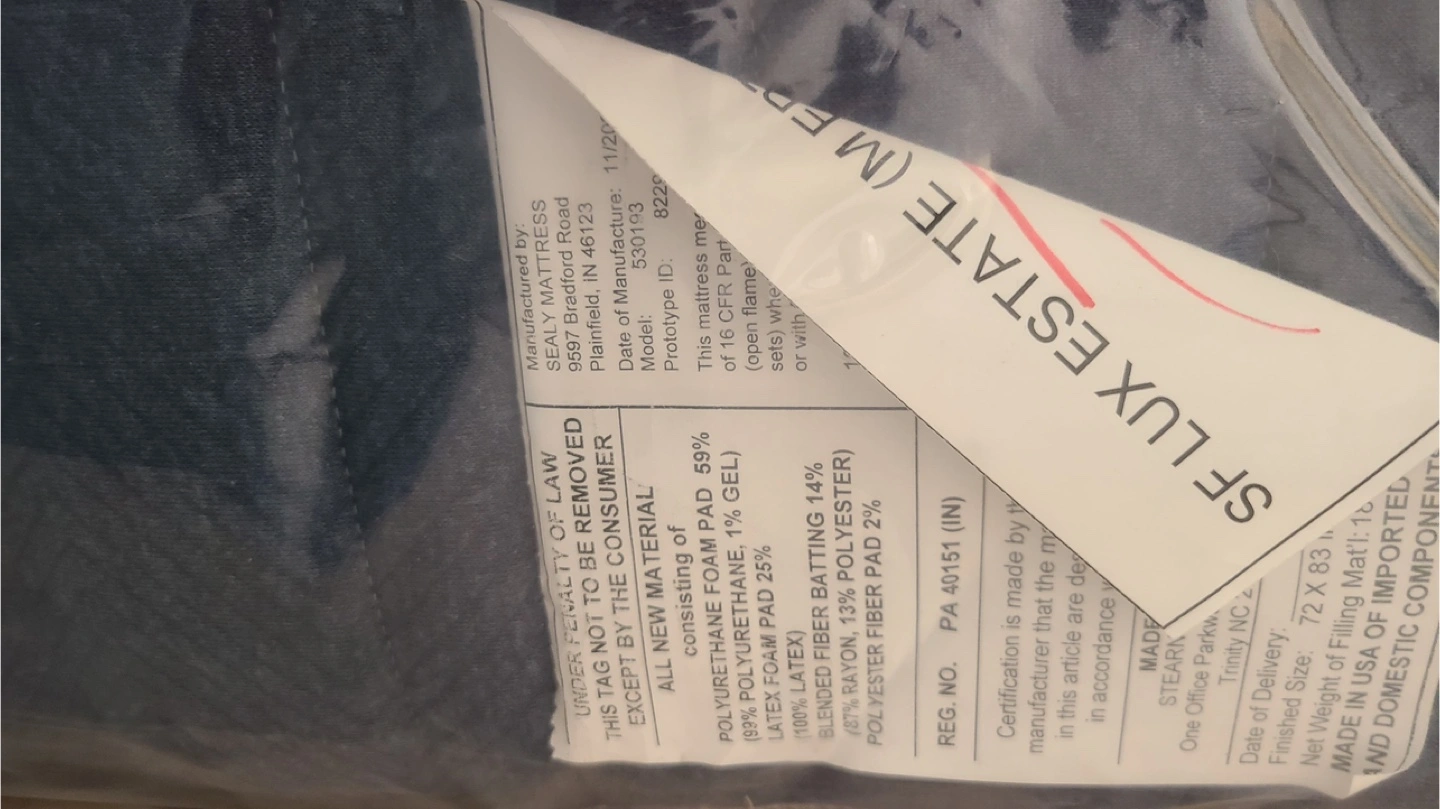 Manufactured by:
SEALY MATTRESS
9597 Bradford Road
Plainfield, IN 46123
Date of Manufacture: 11/20
Model: 530193
Prototype ID: 8229
This mattress
of 16 CFR Part
(open flame)
sets)
or with
UNDER PENALTY OF LAW
THIS TAG NOT TO BE REMOVED
EXCEPT BY THE CONSUMER
ALL NEW MATERIAL
consisting of
POLYURETHANE FOAM PAD 59%
(99% POLYURETHANE, 1% GEL)
LATEX FOAM PAD 25%
(100% LATEX)
BLENDED FIBER BATTING 14%
(87% RAYON, 13% POLYESTER)
POLYESTER FIBER PAD 2%
REG. NO. PA 40151 (IN)
Certification is made by
manufacturer that the
in this article are
in accordance
MADE
STEARN
One Office Parkw
Trinity NC 2
Date of Delivery:
Finished Size: 72 X 83
Net Weight of Filling Mat'l:
MADE IN USA OF IMPORTED
AND DOMESTIC COMPONENT
SF LUX ESTATE (M